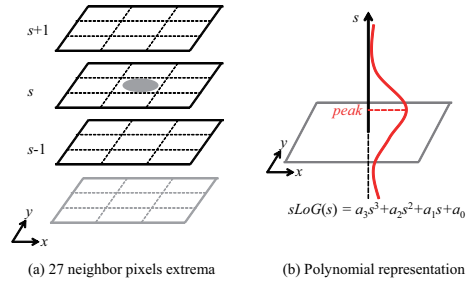 s+1
s
s-1
y
x
(a) 27 neighbor pixels extrema
s
peak
y
x
sLoG(s) = a₃s³+a₂s²+a₁s+a₀
(b) Polynomial representation